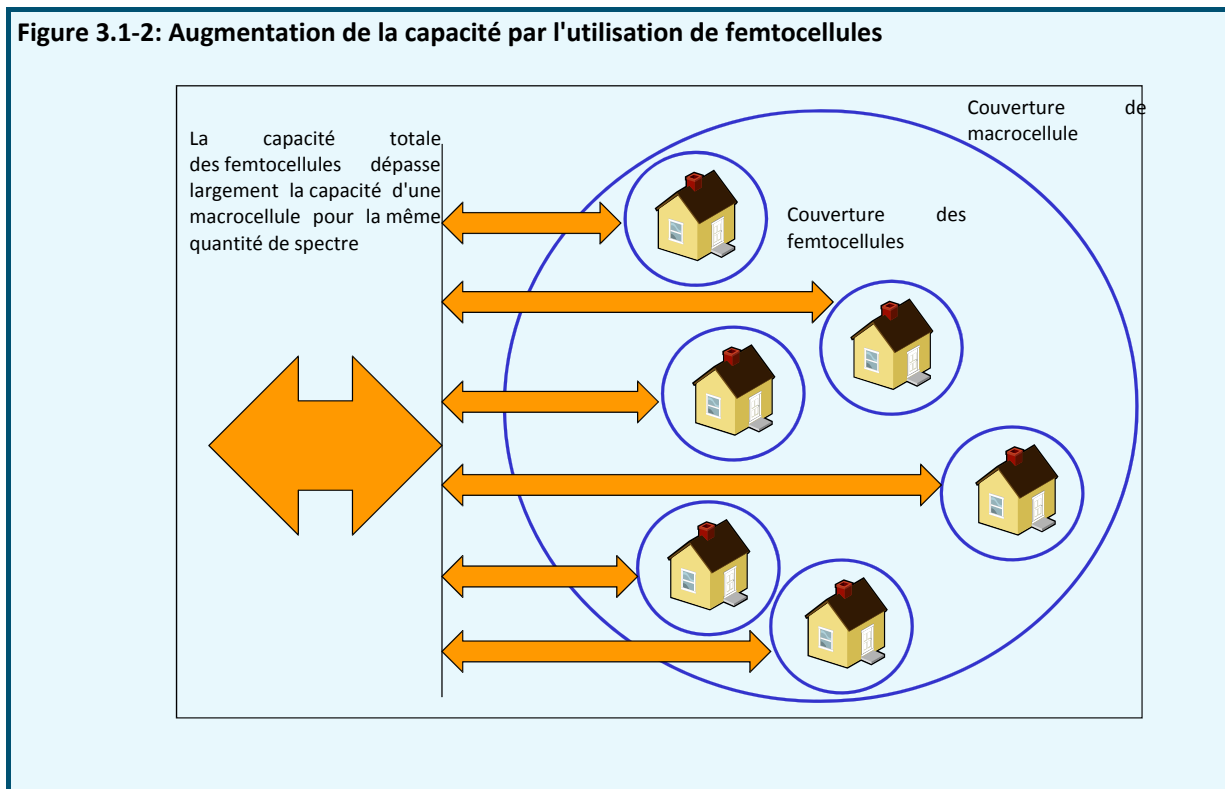 Figure 3.1-2: Augmentation de la capacité par l'utilisation de femtocellules
La capacité totale
des femtocellules dépasse
largement la capacité d'une
macrocellule pour la même
quantité de spectre
Couverture de
macrocellule
Couverture des
femtocellules